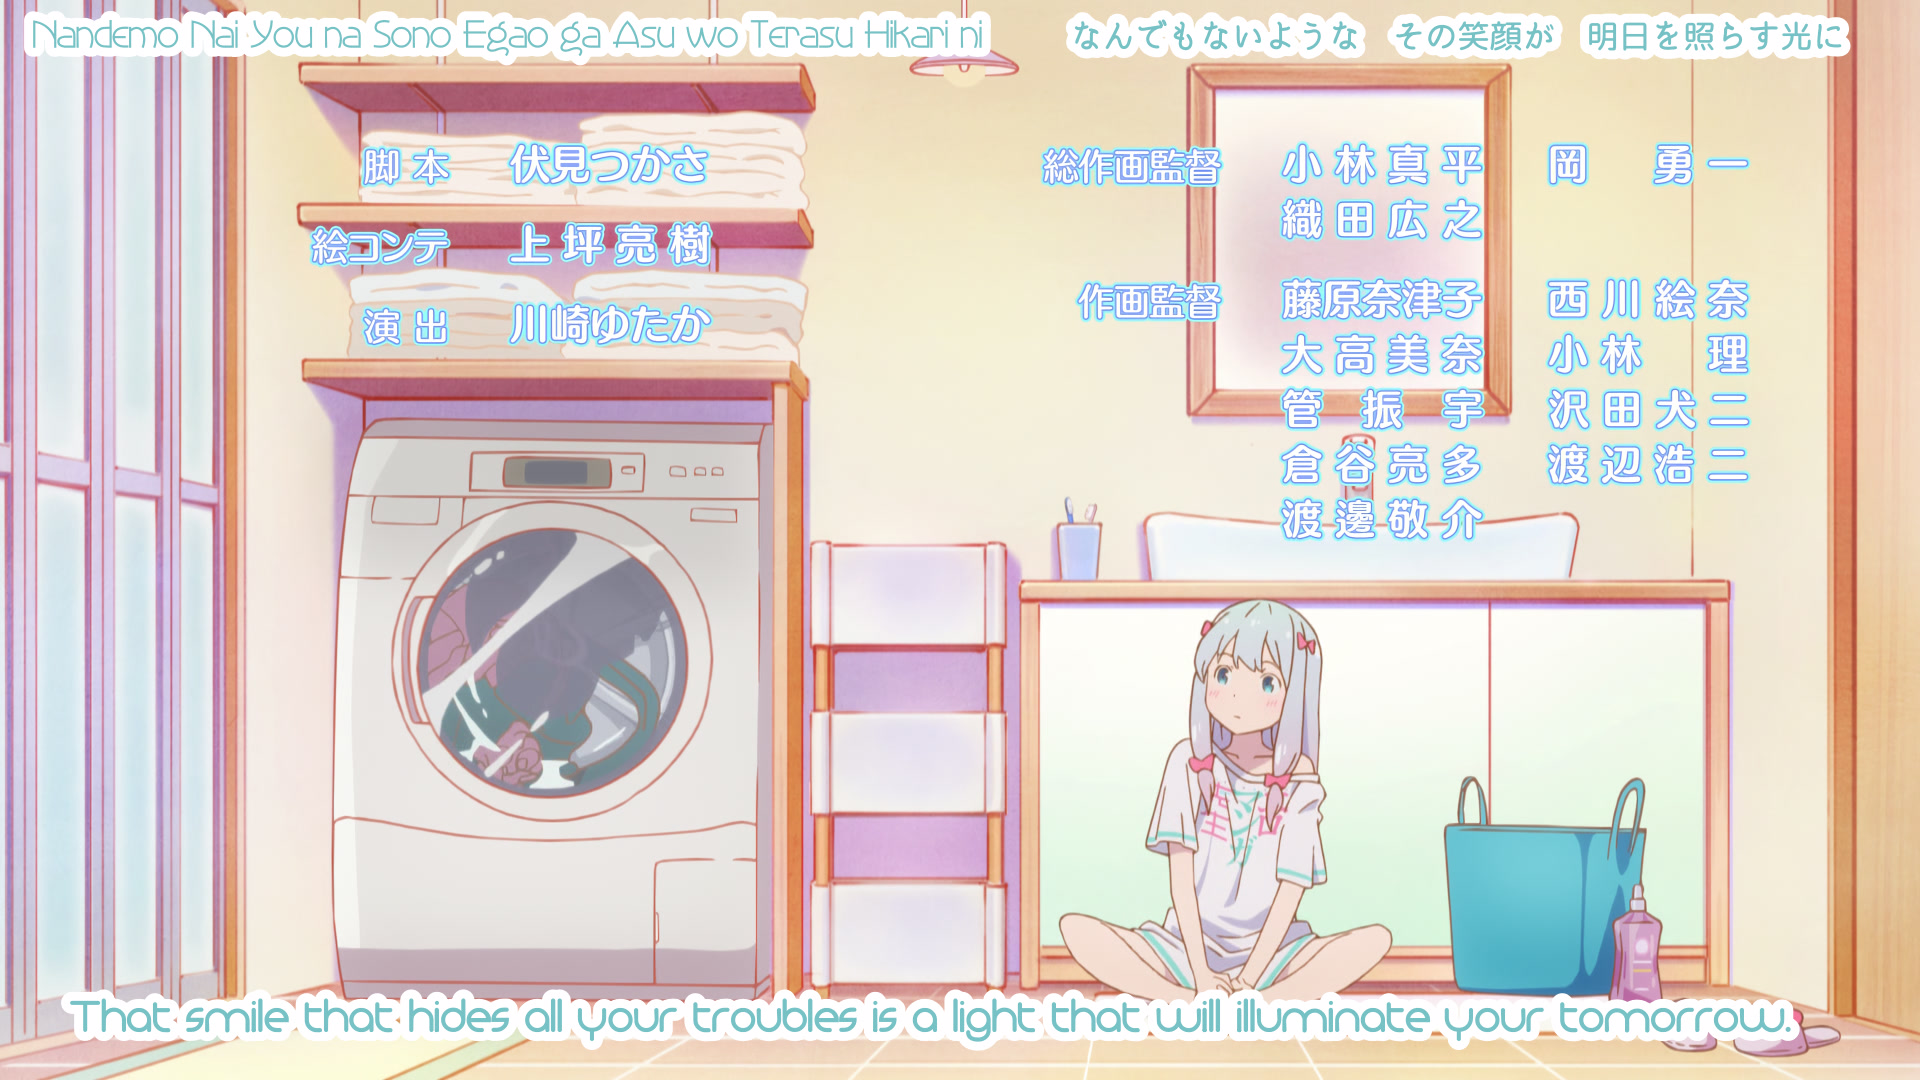 Nandemo Nai You na Sono Egao ga Asu wo Terasu Hikari ni
なんでもないような その笑顔が 明日を照らす光に
脚本 伏見つかさ
絵コンテ 上坪亮樹
演出 川崎ゆたか
総作画監督 小林真平 岡勇一
織田広之
作画監督 藤原奈津子 西川絵奈
大高美奈 小林理
管振宇 沢田犬二
倉谷亮多 渡辺浩二
渡邊敬介
That smile that hides all your troubles is a light that will illuminate your tomorrow.